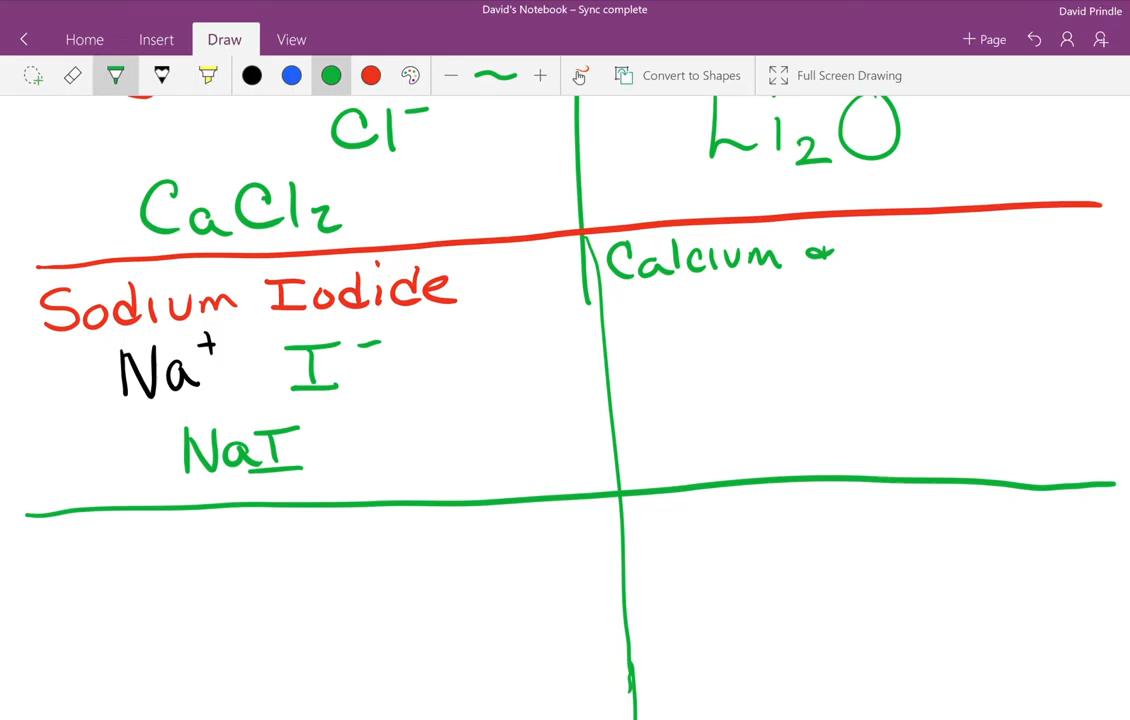 David's Notebook – Sync complete
David Prindle
Home Insert Draw View
Page
Convert to Shapes
Full Screen Drawing
Cl⁻
Li₂O
CaCl₂
Calcium
Sodium Iodide
Na⁺ I⁻
NaI